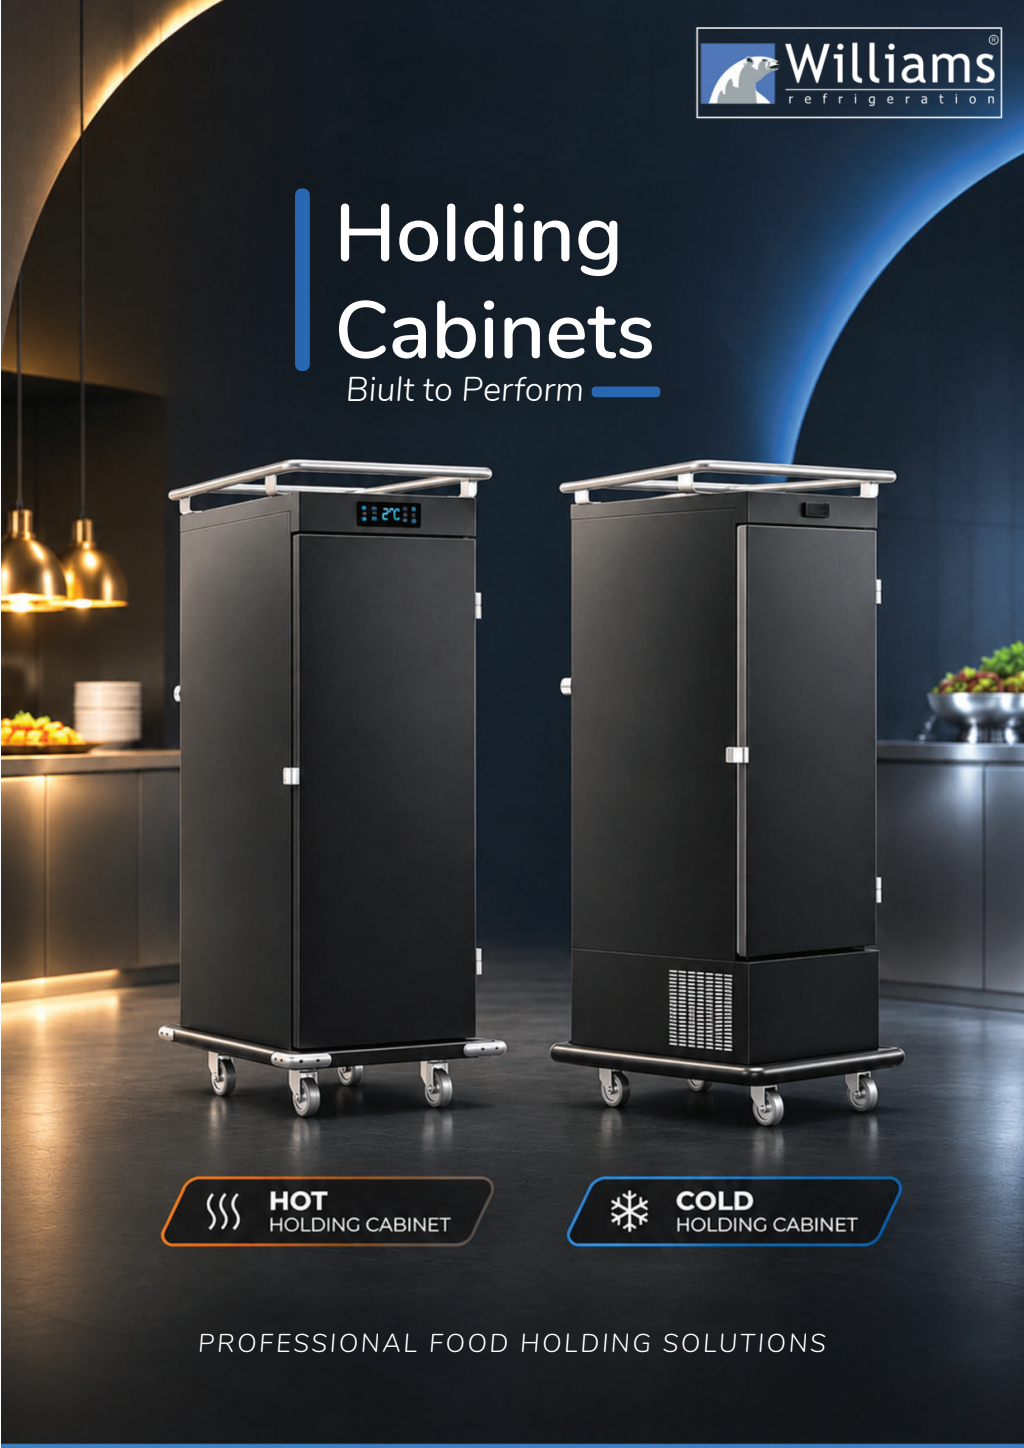 Williams®
refrigeration
Holding
Cabinets
Biult to Perform
2°C
HOT
HOLDING CABINET
COLD
HOLDING CABINET
PROFESSIONAL FOOD HOLDING SOLUTIONS